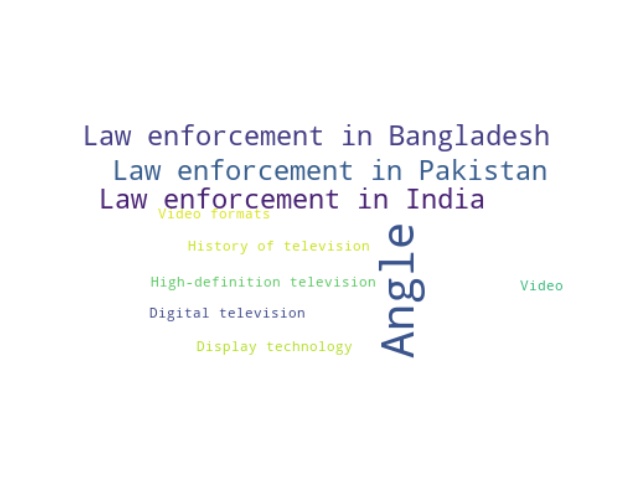 Law enforcement in Bangladesh
Law enforcement in Pakistan
Law enforcement in India
Video formats
Angle
History of television
High-definition television
Video
Digital television
Display technology